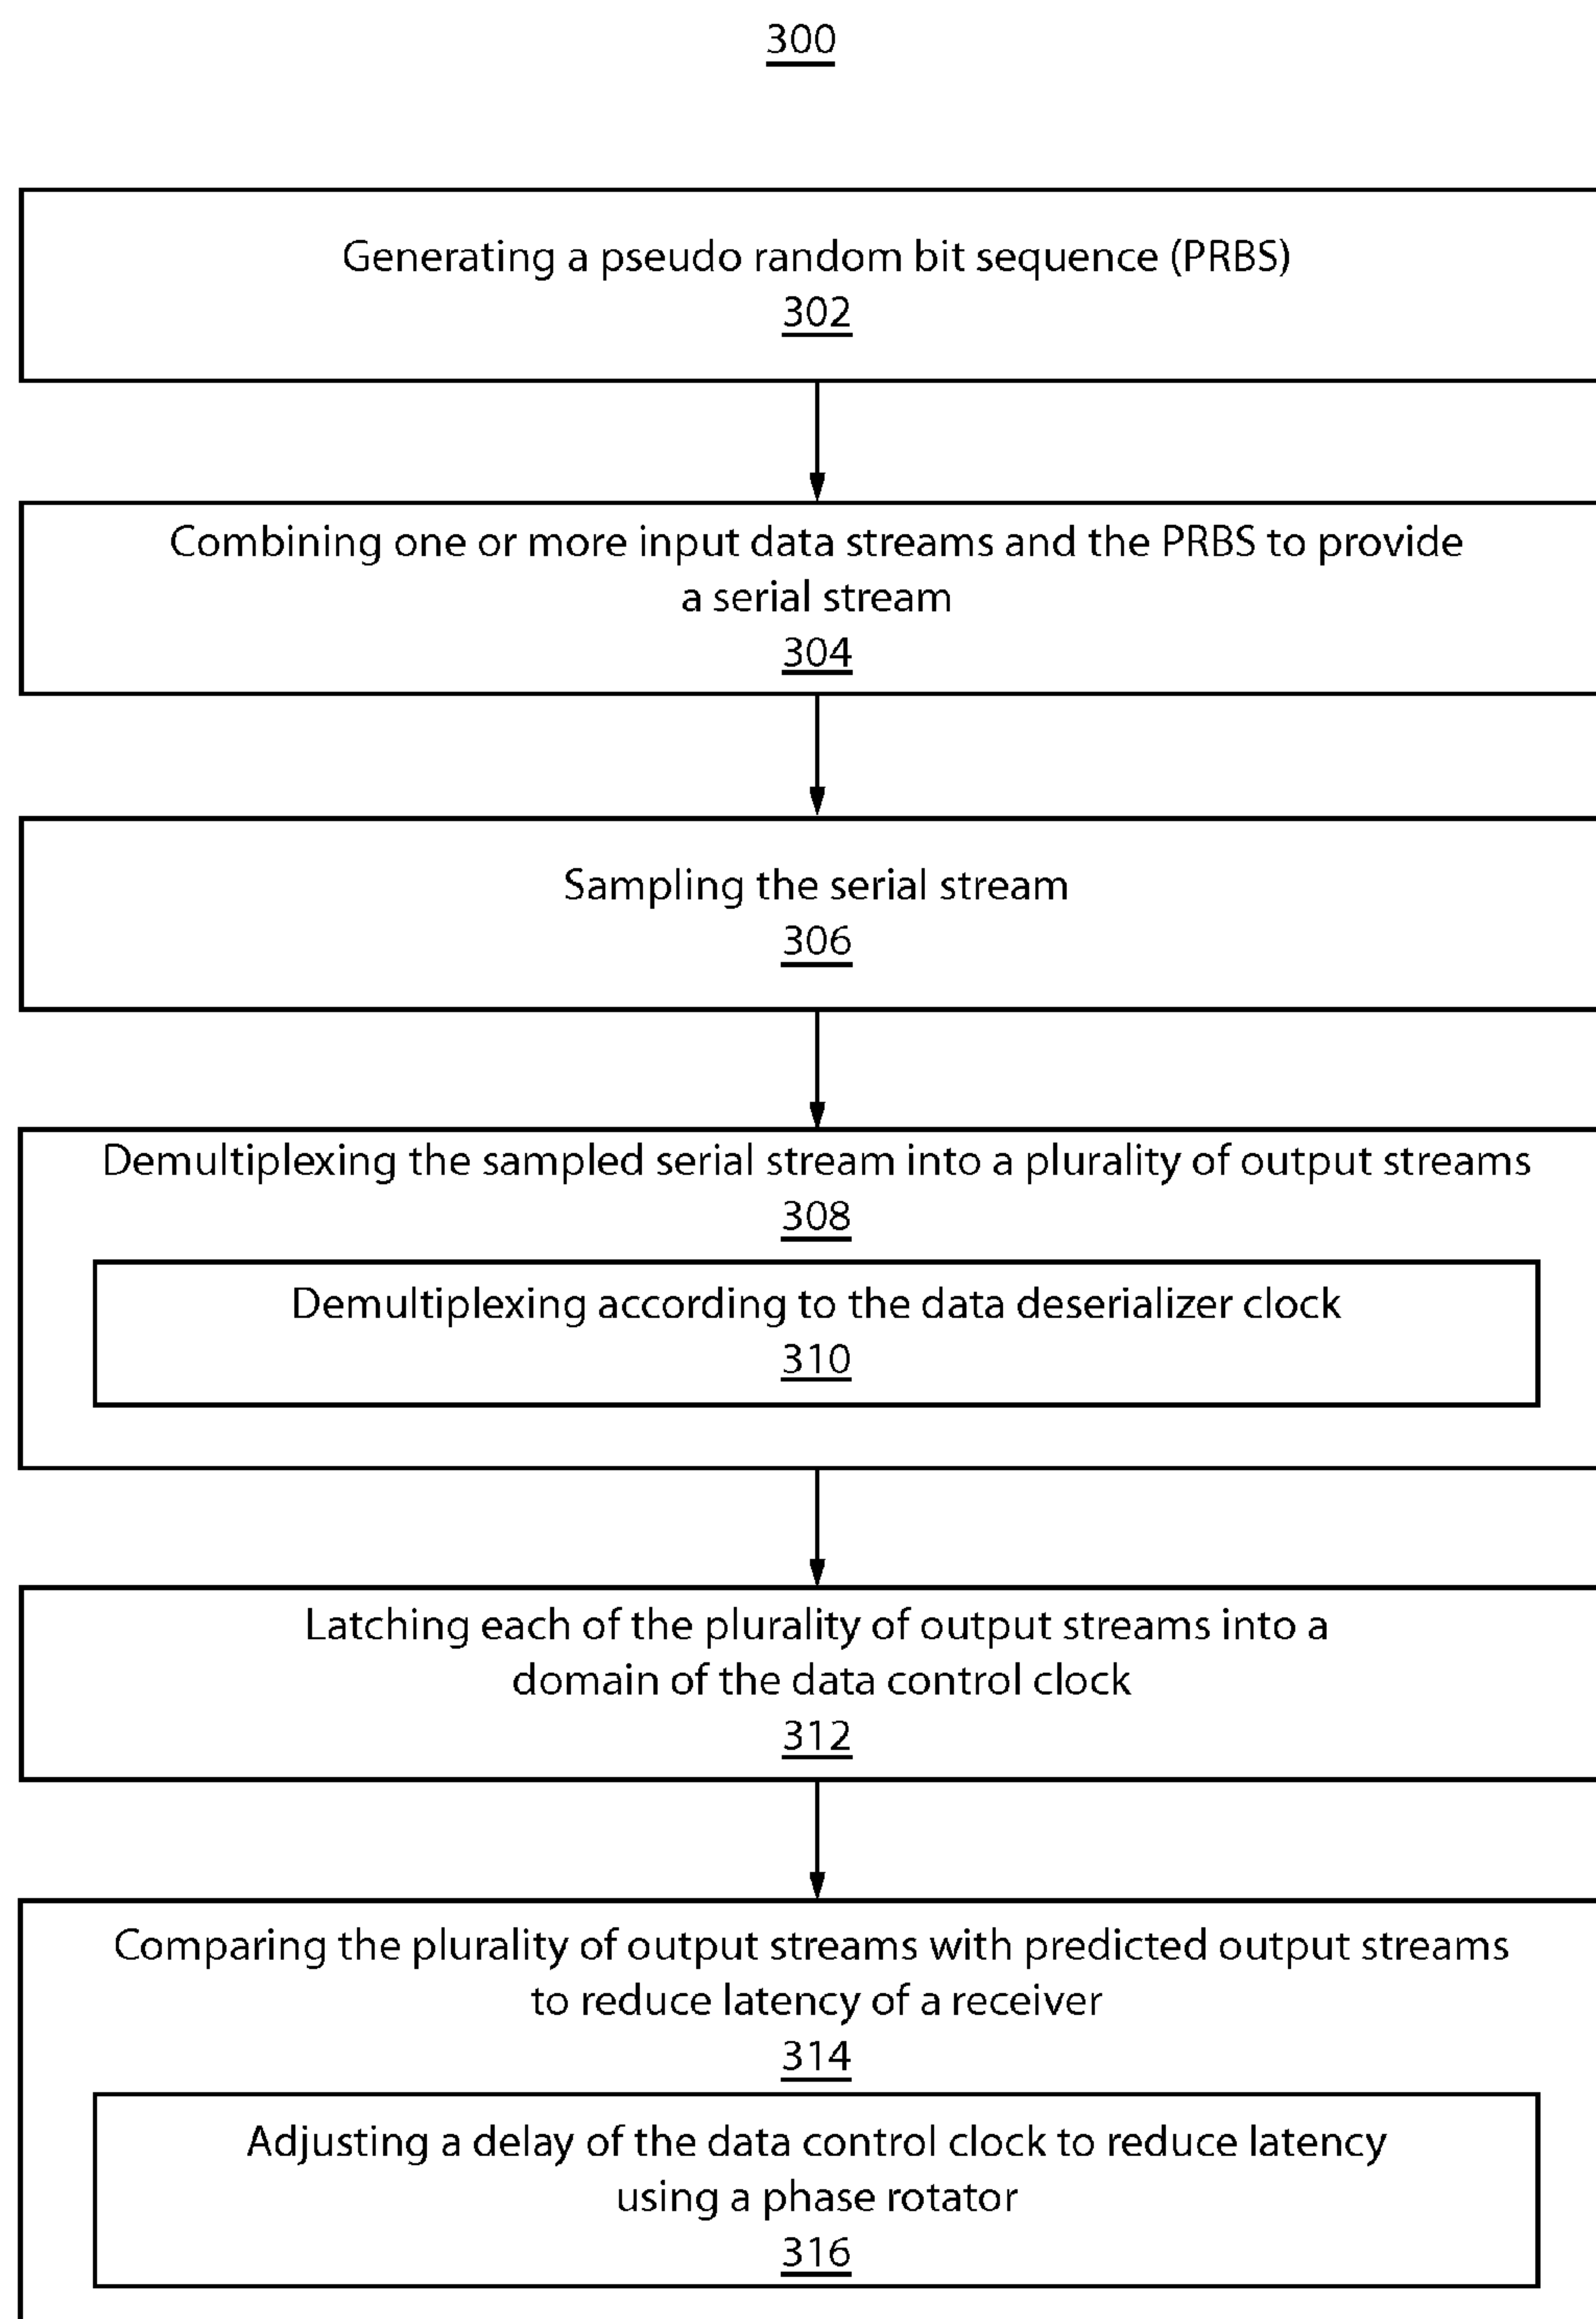 300
Generating a pseudo random bit sequence (PRBS)
302
Combining one or more input data streams and the PRBS to provide
a serial stream
304
Sampling the serial stream
306
Demultiplexing the sampled serial stream into a plurality of output streams
308
Demultiplexing according to the data deserializer clock
310
Latching each of the plurality of output streams into a
domain of the data control clock
312
Comparing the plurality of output streams with predicted output streams
to reduce latency of a receiver
314
Adjusting a delay of the data control clock to reduce latency
using a phase rotator
316